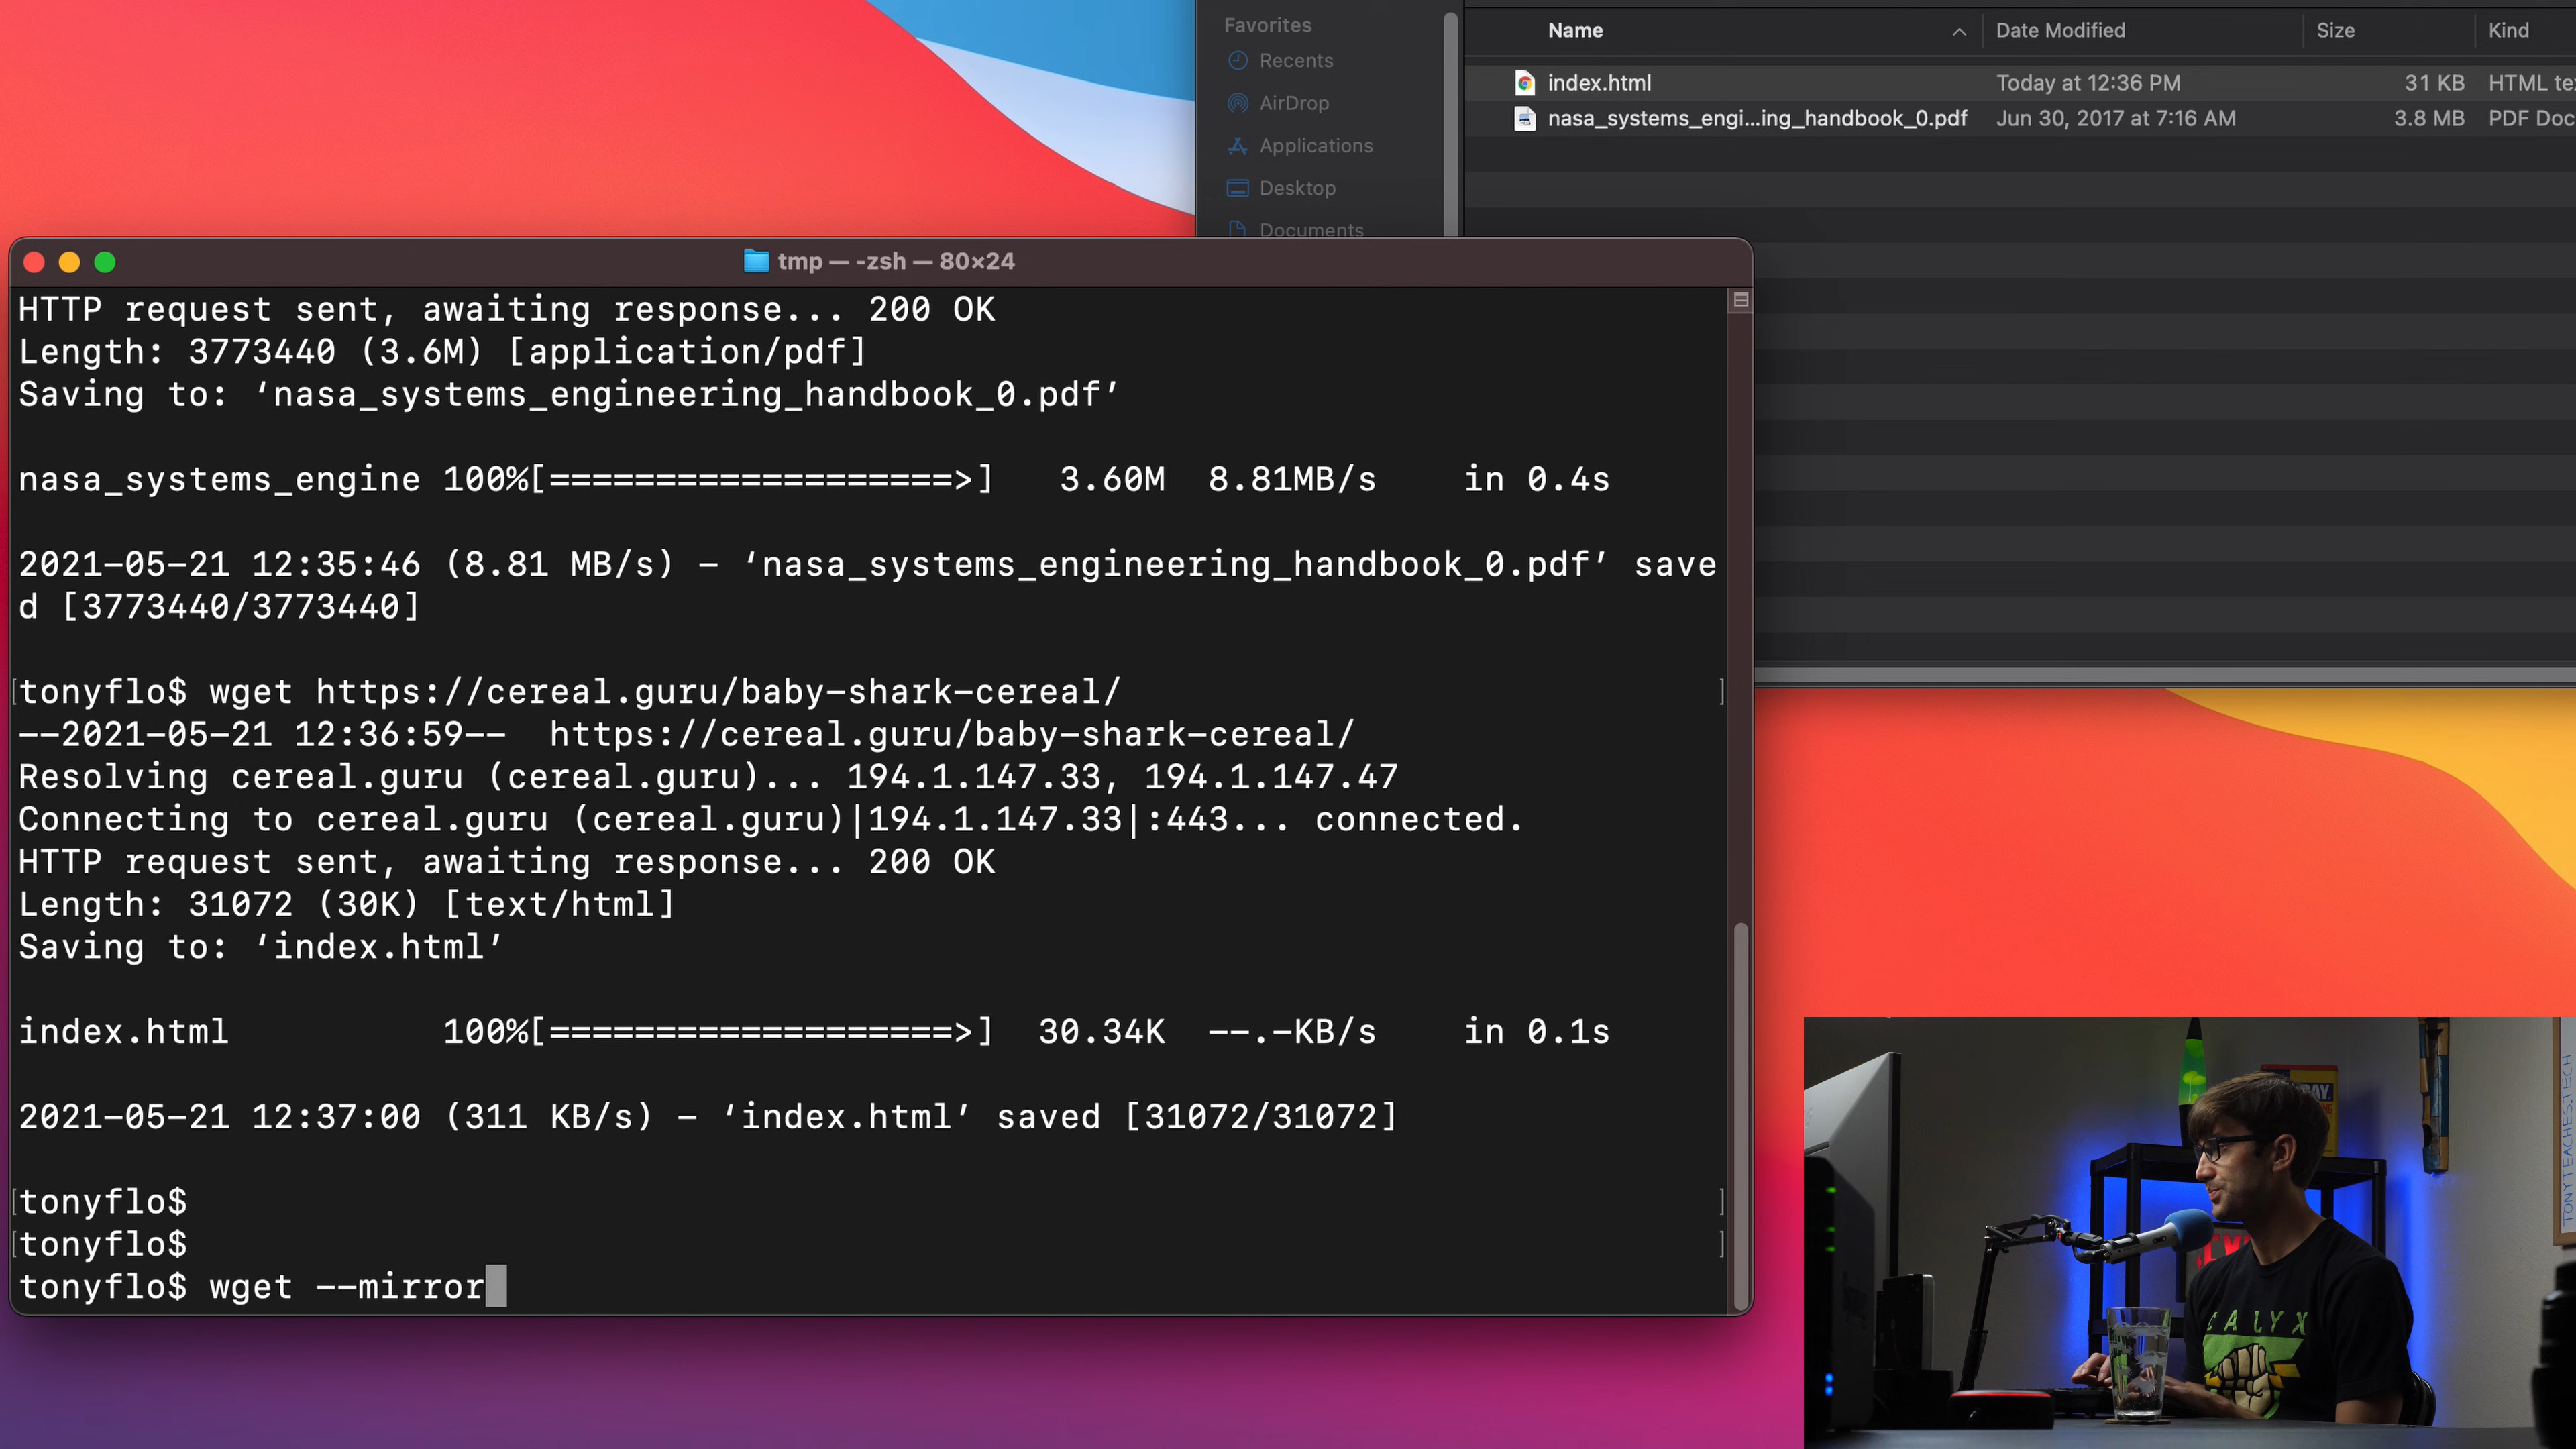 Favorites
Recents
AirDrop
Applications
Desktop
Documents
Name Date Modified Size Kind
index.html Today at 12:36 PM 31 KB HTML te
nasa_systems_engi...ing_handbook_0.pdf Jun 30, 2017 at 7:16 AM 3.8 MB PDF Doc
tmp — -zsh — 80×24
HTTP request sent, awaiting response... 200 OK
Length: 3773440 (3.6M) [application/pdf]
Saving to: ‘nasa_systems_engineering_handbook_0.pdf’
nasa_systems_engine 100%[===================>] 3.60M 8.81MB/s in 0.4s
2021-05-21 12:35:46 (8.81 MB/s) - ‘nasa_systems_engineering_handbook_0.pdf’ save
d [3773440/3773440]
[tonyflo$ wget https://cereal.guru/baby-shark-cereal/ ]
--2021-05-21 12:36:59-- https://cereal.guru/baby-shark-cereal/
Resolving cereal.guru (cereal.guru)... 194.1.147.33, 194.1.147.47
Connecting to cereal.guru (cereal.guru)|194.1.147.33|:443... connected.
HTTP request sent, awaiting response... 200 OK
Length: 31072 (30K) [text/html]
Saving to: ‘index.html’
index.html 100%[===================>] 30.34K --.-KB/s in 0.1s
2021-05-21 12:37:00 (311 KB/s) - ‘index.html’ saved [31072/31072]
[tonyflo$ ]
[tonyflo$ ]
tonyflo$ wget --mirror
TONYTEACHES.TECH
CALYX